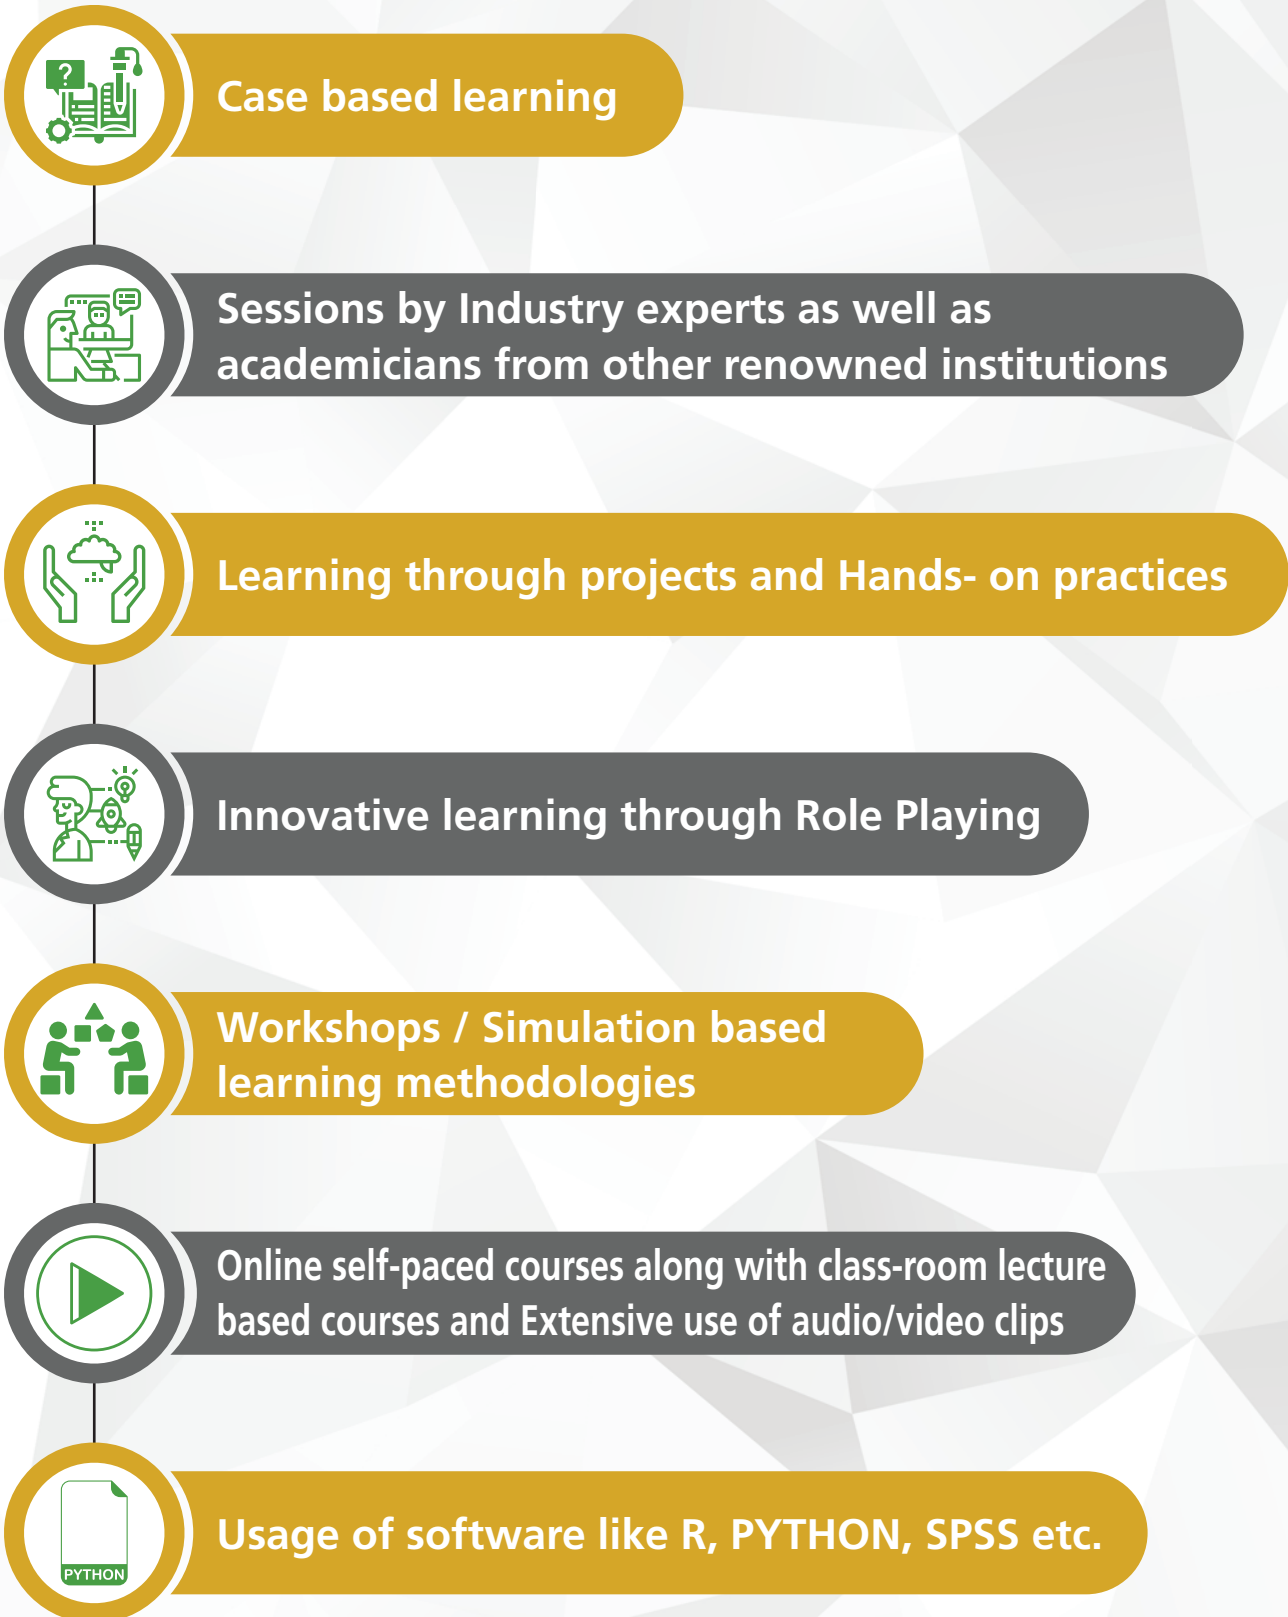 ?
Case based learning
Sessions by Industry experts as well as
academicians from other renowned institutions
Learning through projects and Hands- on practices
Innovative learning through Role Playing
Workshops / Simulation based
learning methodologies
Online self-paced courses along with class-room lecture
based courses and Extensive use of audio/video clips
PYTHON
Usage of software like R, PYTHON, SPSS etc.